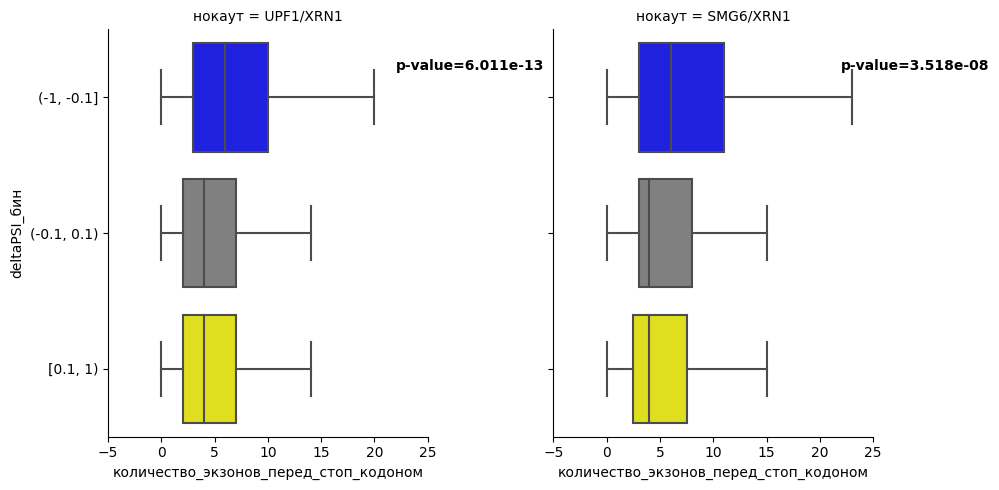 нокаут = UPF1/XRN1
нокаут = SMG6/XRN1
p-value=6.011e-13
p-value=3.518e-08
(-1, -0.1]
(-0.1, 0.1)
[0.1, 1)
deltaPSI_бин
−5 0 5 10 15 20 25
−5 0 5 10 15 20 25
количество_экзонов_перед_стоп_кодоном
количество_экзонов_перед_стоп_кодоном